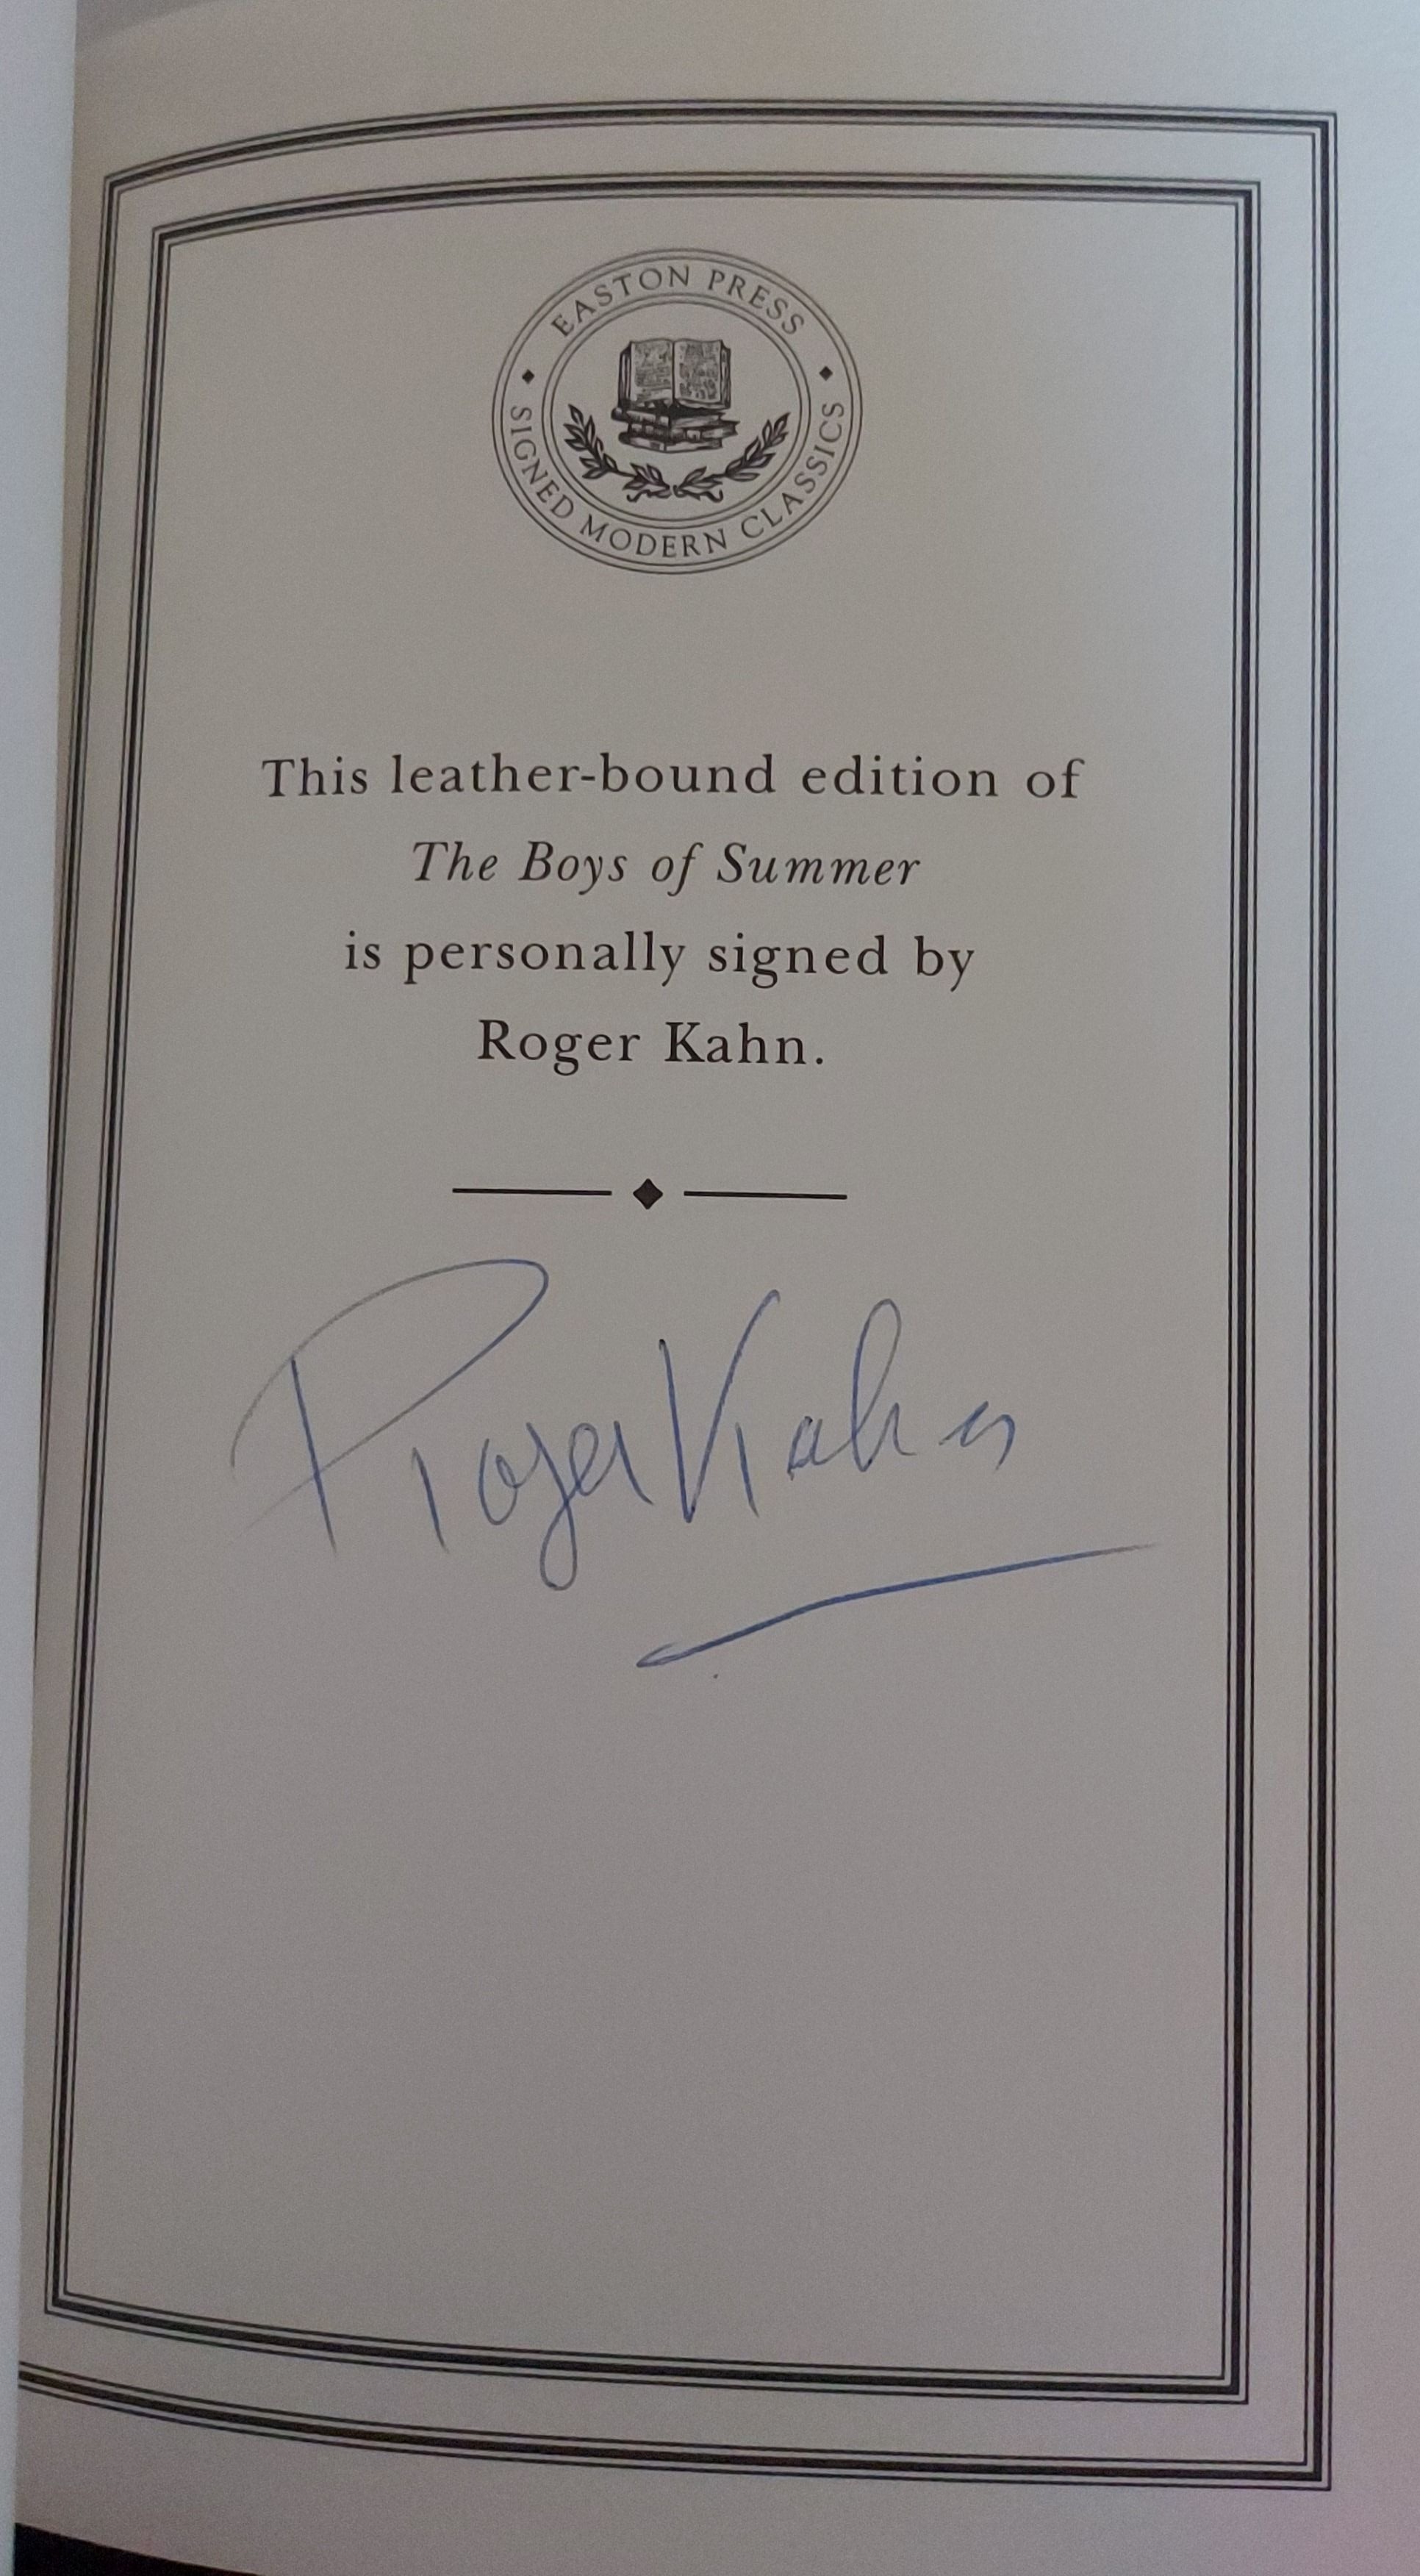 EASTON PRESS
SIGNED MODERN CLASSICS
This leather-bound edition of
The Boys of Summer
is personally signed by
Roger Kahn.
Roger Kahn